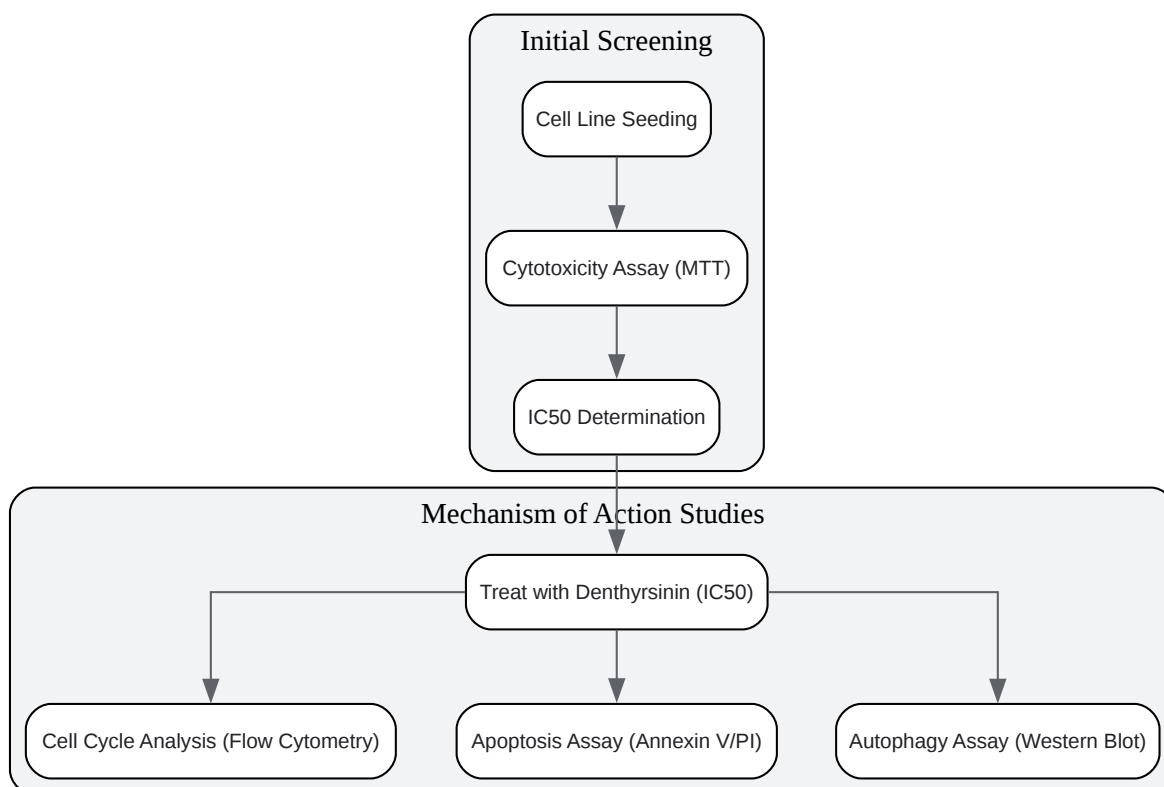 Initial Screening
Cell Line Seeding
Cytotoxicity Assay (MTT)
IC50 Determination
Mechanism of Action Studies
Treat with Denthyrsinin (IC50)
Cell Cycle Analysis (Flow Cytometry)
Apoptosis Assay (Annexin V/PI)
Autophagy Assay (Western Blot)